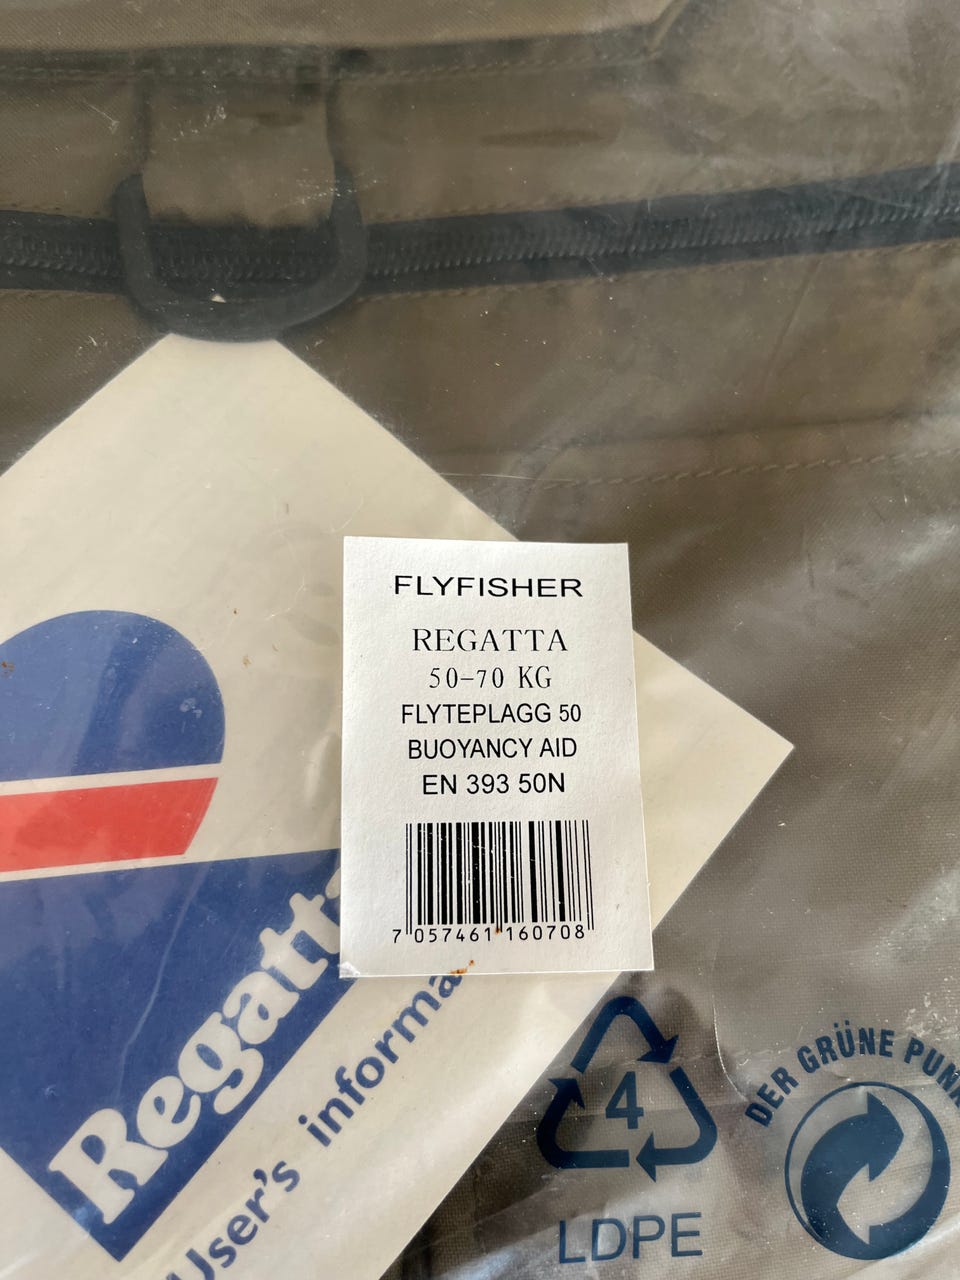 FLYFISHER
REGATTA
50-70 KG
FLYTEPLAGG 50
BUOYANCY AID
EN 393 50N
7 057461 160708
Regatta
User's informa
4
LDPE
DER GRÜNE PUN